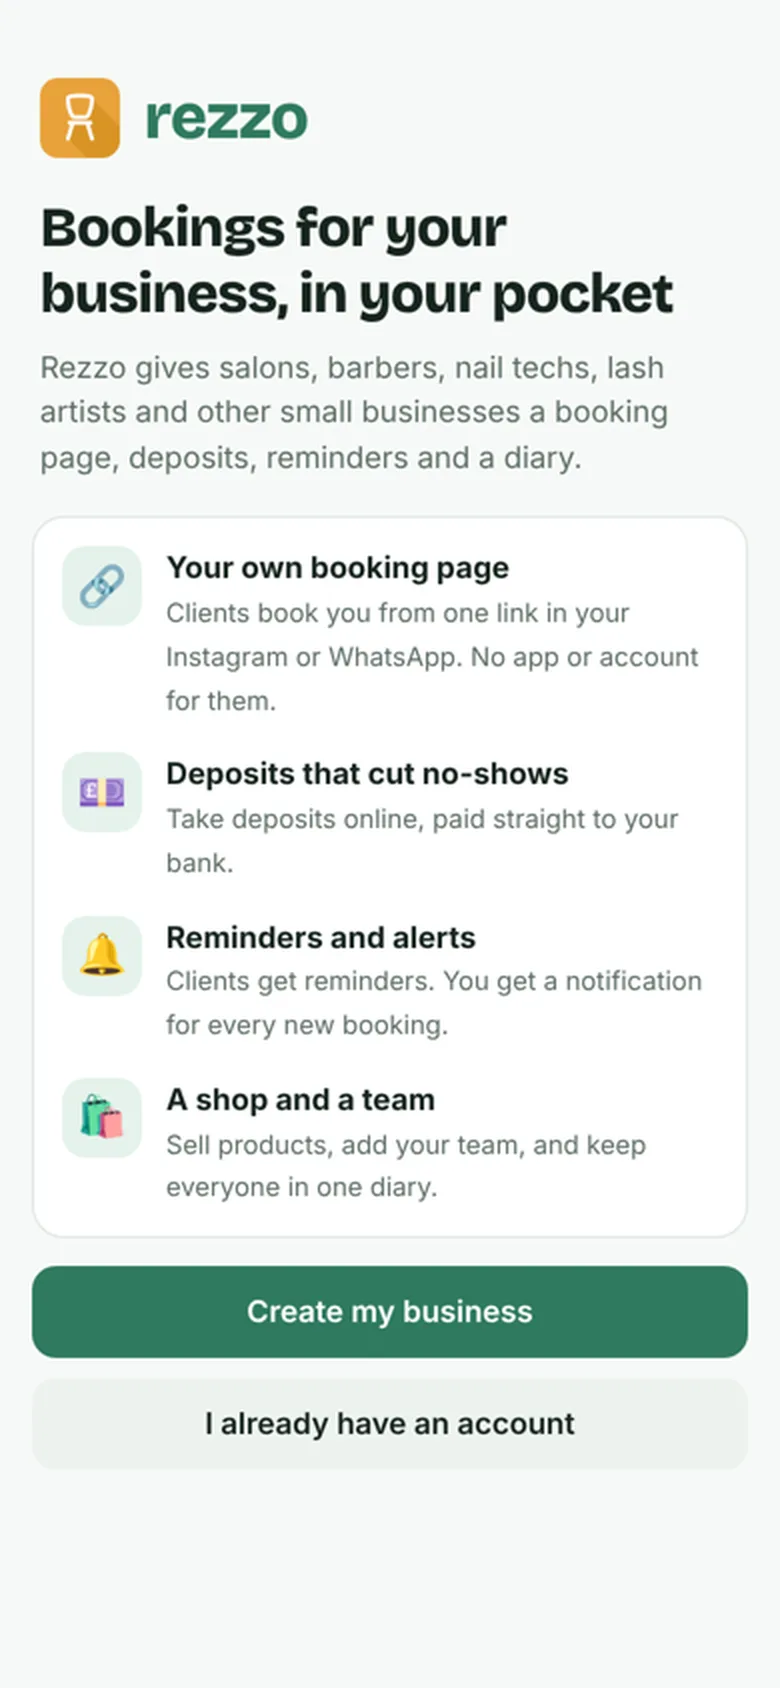 rezzo
Bookings for your
business, in your pocket
Rezzo gives salons, barbers, nail techs, lash
artists and other small businesses a booking
page, deposits, reminders and a diary.
Your own booking page
Clients book you from one link in your
Instagram or WhatsApp. No app or account
for them.
Deposits that cut no-shows
Take deposits online, paid straight to your
bank.
Reminders and alerts
Clients get reminders. You get a notification
for every new booking.
A shop and a team
Sell products, add your team, and keep
everyone in one diary.
Create my business
I already have an account